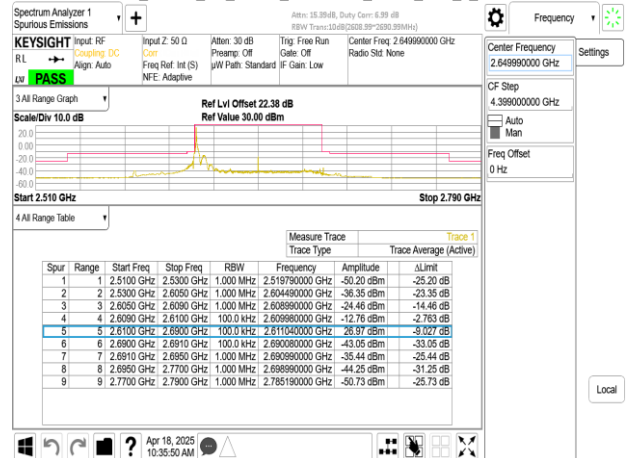 Spectrum Analyzer 1
Spurious Emissions
Attn: 15.39dB, Duty Corr: 6.99 dB
RBW Trans:10dB(2608.99~2690.99MHz)
Frequency
KEYSIGHT Input: RF Input Z: 50 Ω Atten: 30 dB Trig: Free Run Center Freq: 2.649990000 GHz
RL Coupling: DC Corr Preamp: Off Gate: Off Radio Std: None
Align: Auto Freq Ref: Int (S) µW Path: Standard IF Gain: Low
LXI PASS NFE: Adaptive
Center Frequency
2.649990000 GHz
Settings
CF Step
4.399000000 GHz
Auto
Man
Freq Offset
0 Hz
3 All Range Graph
Ref Lvl Offset 22.38 dB
Scale/Div 10.0 dB Ref Value 30.00 dBm
20.0
0.00
-20.0
-40.0
-60.0
Start 2.510 GHz Stop 2.790 GHz
4 All Range Table
Measure Trace Trace 1
Trace Type Trace Average (Active)
Spur Range Start Freq Stop Freq RBW Frequency Amplitude ΔLimit
1 1 2.5100 GHz 2.5300 GHz 1.000 MHz 2.519790000 GHz -50.20 dBm -25.20 dB
2 2 2.5300 GHz 2.6050 GHz 1.000 MHz 2.604490000 GHz -36.35 dBm -23.35 dB
3 3 2.6050 GHz 2.6090 GHz 1.000 MHz 2.608990000 GHz -24.46 dBm -14.46 dB
4 4 2.6090 GHz 2.6100 GHz 100.0 kHz 2.609980000 GHz -12.76 dBm -2.763 dB
5 5 2.6100 GHz 2.6900 GHz 100.0 kHz 2.611040000 GHz 26.97 dBm -9.027 dB
6 6 2.6900 GHz 2.6910 GHz 100.0 kHz 2.690080000 GHz -43.05 dBm -33.05 dB
7 7 2.6910 GHz 2.6950 GHz 1.000 MHz 2.690990000 GHz -35.44 dBm -25.44 dB
8 8 2.6950 GHz 2.7700 GHz 1.000 MHz 2.698990000 GHz -44.25 dBm -31.25 dB
9 9 2.7700 GHz 2.7900 GHz 1.000 MHz 2.785190000 GHz -50.73 dBm -25.73 dB
Local
Apr 18, 2025
10:35:50 AM